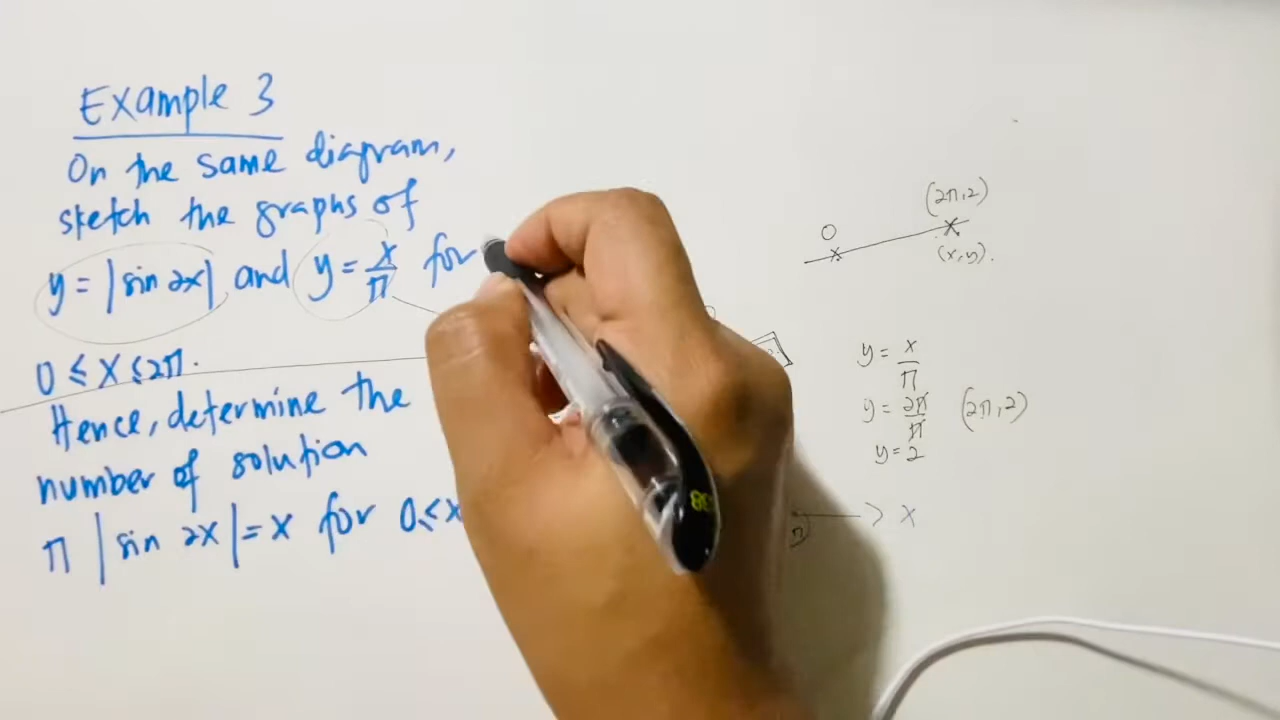 Example 3
On the same diagram,
sketch the graphs of
y = |sin 2x| and y = x/π for
0 ≤ x ≤ 2π.
Hence, determine the
number of solution
π |sin 2x| = x for 0 ≤ x
(2π, 2)
0
(x, y).
y = x/π
y = 2π/π (2π, 2)
y = 2
x